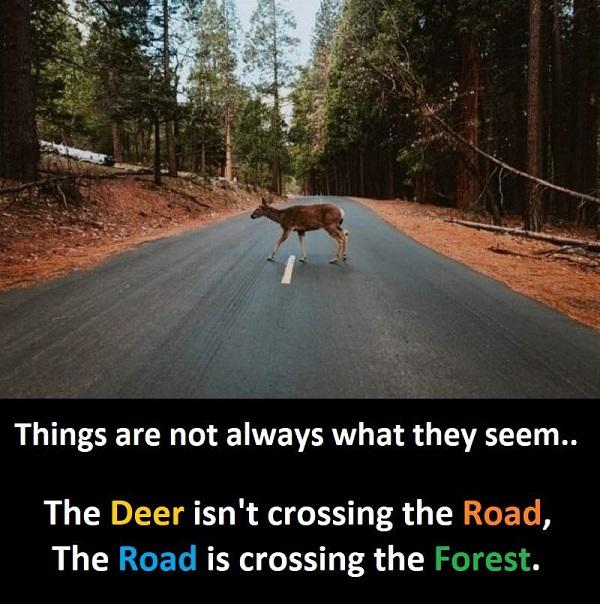 Things are not always what they seem..
The Deer isn't crossing the Road,
The Road is crossing the Forest.